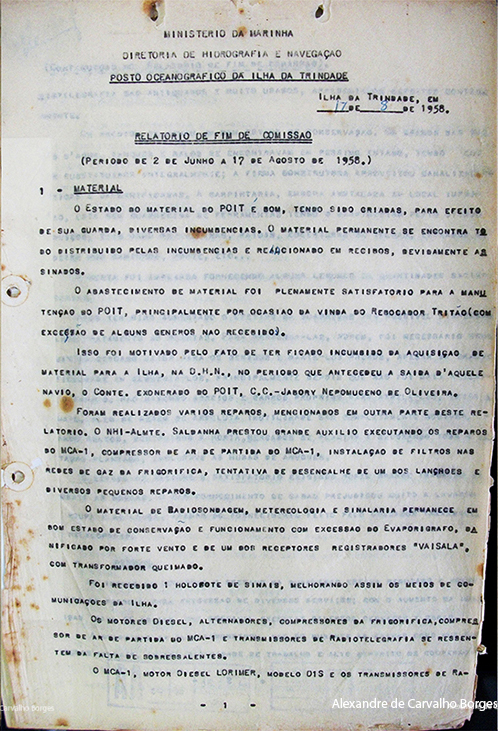 MINISTERIO DA MARINHA
DIRETORIA DE HIDROGRAFIA E NAVEGAÇAO
POSTO OCEANOGRAFICO DA ILHA DA TRINDADE
ILHA DA TRINDADE, EM
17 DE 8 DE 1958.
RELATORIO DE FIM DE COMISSAO
(PERIODO DE 2 DE JUNHO A 17 DE AGOSTO DE 1958.)
1 - MATERIAL
O ESTADO DO MATERIAL DO POIT É BOM, TENDO SIDO CRIADAS, PARA EFEITO
DE SUA GUARDA, DIVERSAS INCUMBENCIAS. O MATERIAL PERMANENTE SE ENCONTRA TO
DO DISTRIBUIDO PELAS INCUMBENCIAS E RELACIONADO EM RECIBOS, DEVIDAMENTE AS
SINADOS.
O ABASTECIMENTO DE MATERIAL FOI PLENAMENTE SATISFATORIO PARA A MANU
TENÇAO DO POIT, PRINCIPALMENTE POR OCASIAO DA VINDA DO REBOCADOR TRITÃO(COM
EXCEÇÃO DE ALGUNS GENEROS NAO RECEBIDO).
ISSO FOI MOTIVADO PELO FATO DE TER FICADO INCUMBIDO DA AQUISIÇAO DE
MATERIAL PARA A ILHA, NA D.H.N., NO PERIODO QUE ANTECEDEU A SAIDA D'AQUELE
NAVIO, O CONTE. EXONERADO DO POIT, C.C.-JABORY NEPOMUCENO DE OLIVEIRA.
FORAM REALIZADOS VARIOS REPAROS, MENCIONADOS EM OUTRA PARTE DESTE RE-
LATORIO. O NHI-ALMTE. SALDANHA PRESTOU GRANDE AUXILIO EXECUTANDO OS REPAROS
DO MCA-1, COMPRESSOR DE AR DE PARTIDA DO MCA-1, INSTALAÇAO DE FILTROS NAS
REDES DE GAZ DA FRIGORIFICA, TENTATIVA DE DESENCALHE DE UM DOS LANCHÕES E
DIVERSOS PEQUENOS REPAROS.
O MATERIAL DE RADIOSONDAGEM, METEREOLOGIA E SINALARIA PERMANECE EM
BOM ESTADO DE CONSERVAÇÃO E FUNCIONAMENTO COM EXCESSAO DO EVAPORIGRAFO, DA
NIFICADO POR FORTE VENTO E DE UM DOS RECEPTORES REGISTRADORES "VAISALA",
COM TRANSFORMADOR QUEIMADO.
FOI RECEBIDO 1 HOLOFOTE DE SINAIS, MELHORANDO ASSIM OS MEIOS DE CO-
MUNICAÇÕES DA ILHA.
OS MOTORES DIESEL, ALTERNADORES, COMPRESSORES DA FRIGORIFICA,COMPRES
SOR DE AR DE PARTIDA DO MCA-1 E TRANSMISSORES DE RADIOTELEGRAFIA SE RESSEN-
TEM DA FALTA DE SOBRESSALENTES.
O MCA-1, MOTOR DIESEL LORIMER, MODELO D1S E OS TRANSMISSORES DE RA-
- 1 -
Carvalho Borges
Alexandre de Carvalho Borges